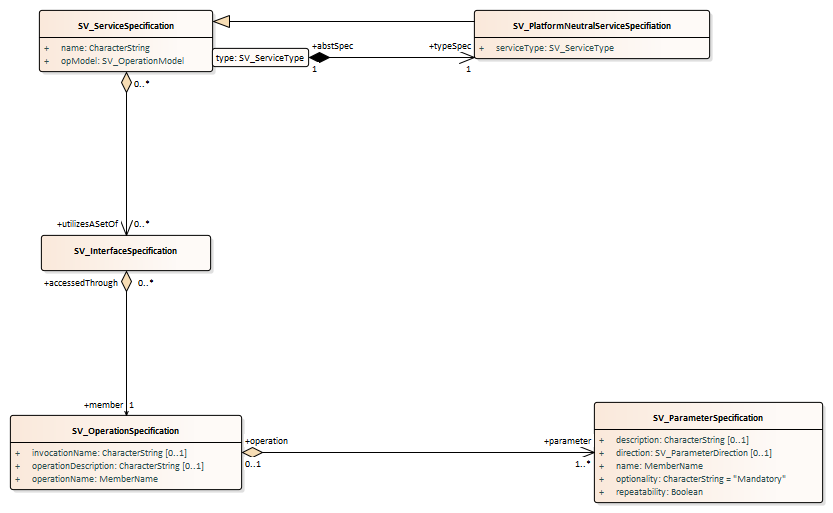 SV_ServiceSpecification
+ name: CharacterString
+ opModel: SV_OperationModel
type: SV_ServiceType
+abstSpec
1
+typeSpec
1
SV_PlatformNeutralServiceSpecifiation
+ serviceType: SV_ServiceType
0..*
+utilizesASetOf
0..*
SV_InterfaceSpecification
+accessedThrough
0..*
+member
1
SV_OperationSpecification
+ invocationName: CharacterString [0..1]
+ operationDescription: CharacterString [0..1]
+ operationName: MemberName
+operation
0..1
+parameter
1..*
SV_ParameterSpecification
+ description: CharacterString [0..1]
+ direction: SV_ParameterDirection [0..1]
+ name: MemberName
+ optionality: CharacterString = "Mandatory"
+ repeatability: Boolean